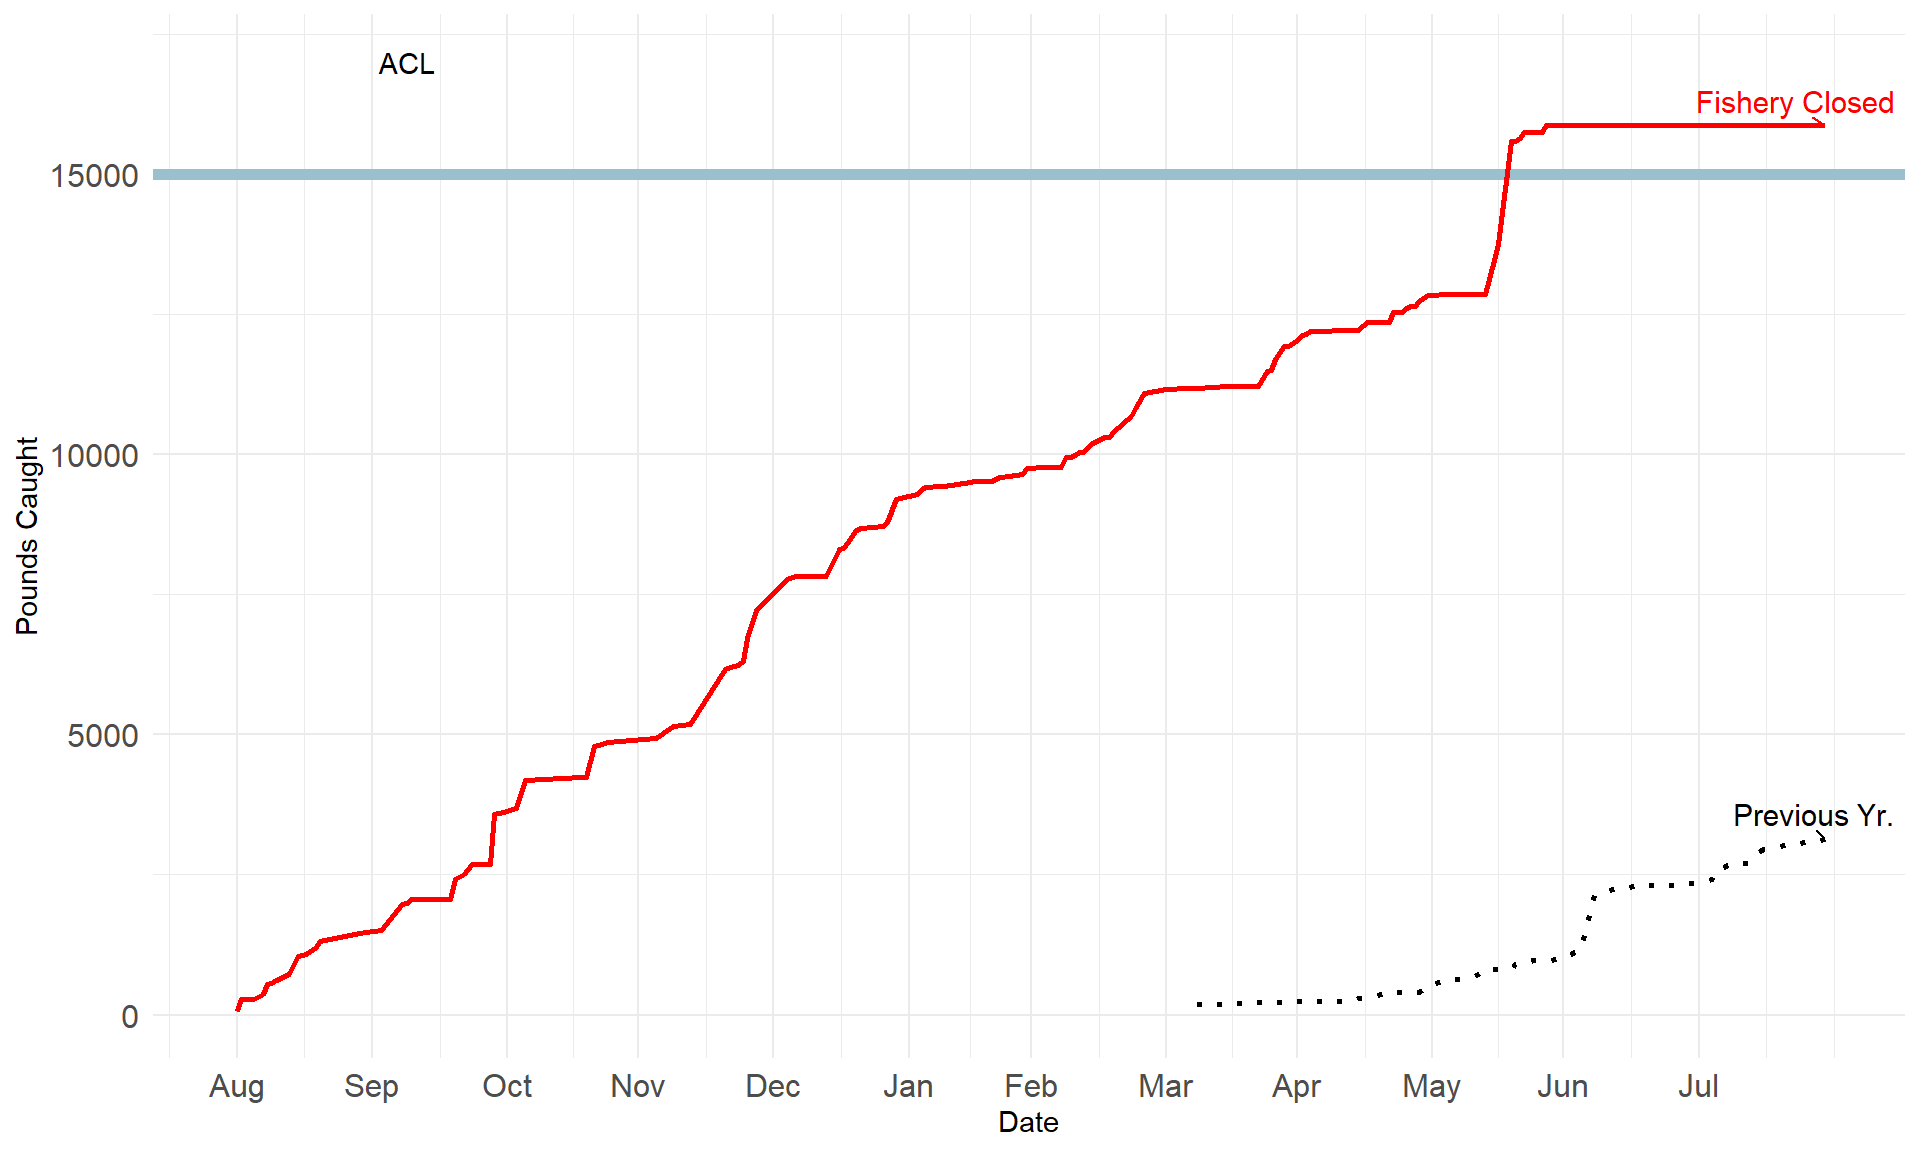 ACL
Fishery Closed
15000
10000
5000
0
Pounds Caught
Previous Yr.
Aug Sep Oct Nov Dec Jan Feb Mar Apr May Jun Jul
Date